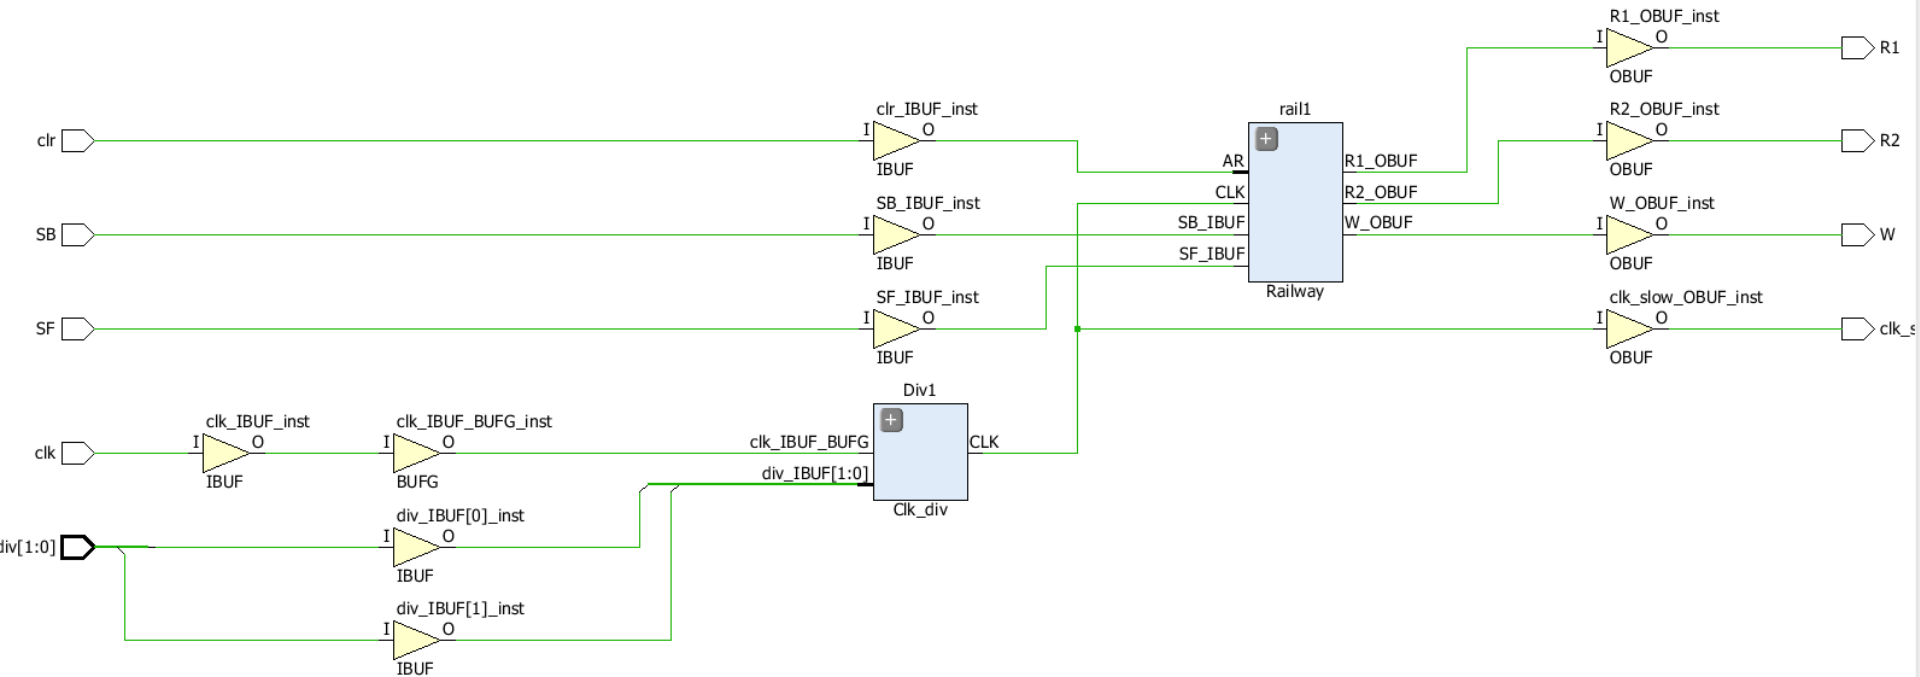 R1_OBUF_inst
I O R1
OBUF
clr_IBUF_inst rail1 R2_OBUF_inst
clr I O I O R2
IBUF AR R1_OBUF OBUF
CLK R2_OBUF
SB_IBUF_inst SB_IBUF W_OBUF W_OBUF_inst
SB I O I O W
IBUF SF_IBUF OBUF
Railway
SF_IBUF_inst clk_slow_OBUF_inst
SF I O I O clk_s
IBUF OBUF
Div1
clk_IBUF_inst clk_IBUF_BUFG_inst
clk I O I O clk_IBUF_BUFG CLK
IBUF BUFG div_IBUF[1:0]
Clk_div
div_IBUF[0]_inst
div[1:0] I O
IBUF
div_IBUF[1]_inst
I O
IBUF